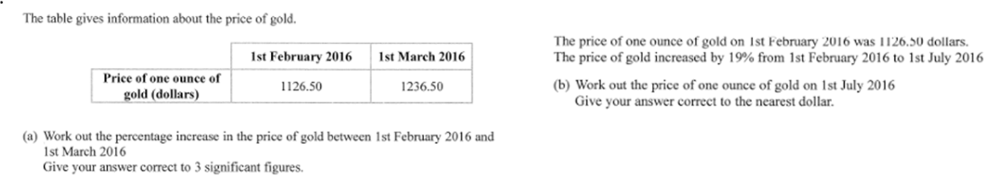 The table gives information about the price of gold.
1st February 2016 1st March 2016
Price of one ounce of
gold (dollars)
1126.50 1236.50
(a) Work out the percentage increase in the price of gold between 1st February 2016 and
1st March 2016
Give your answer correct to 3 significant figures.
The price of one ounce of gold on 1st February 2016 was 1126.50 dollars.
The price of gold increased by 19% from 1st February 2016 to 1st July 2016
(b) Work out the price of one ounce of gold on 1st July 2016
Give your answer correct to the nearest dollar.